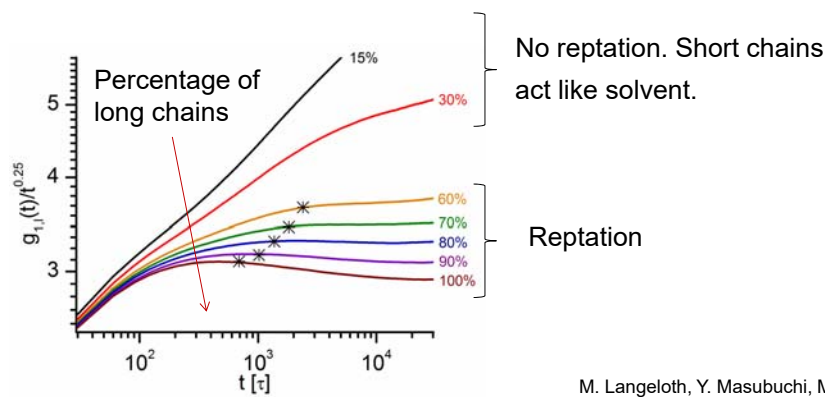 No reptation. Short chains
act like solvent.
Percentage of
long chains
15%
30%
60%
70%
80%
90%
100%
Reptation
5
4
3
g₁,ₗ(t)/t^0.25
10²
10³
10⁴
t [τ]
M. Langeloth, Y. Masubuchi, M